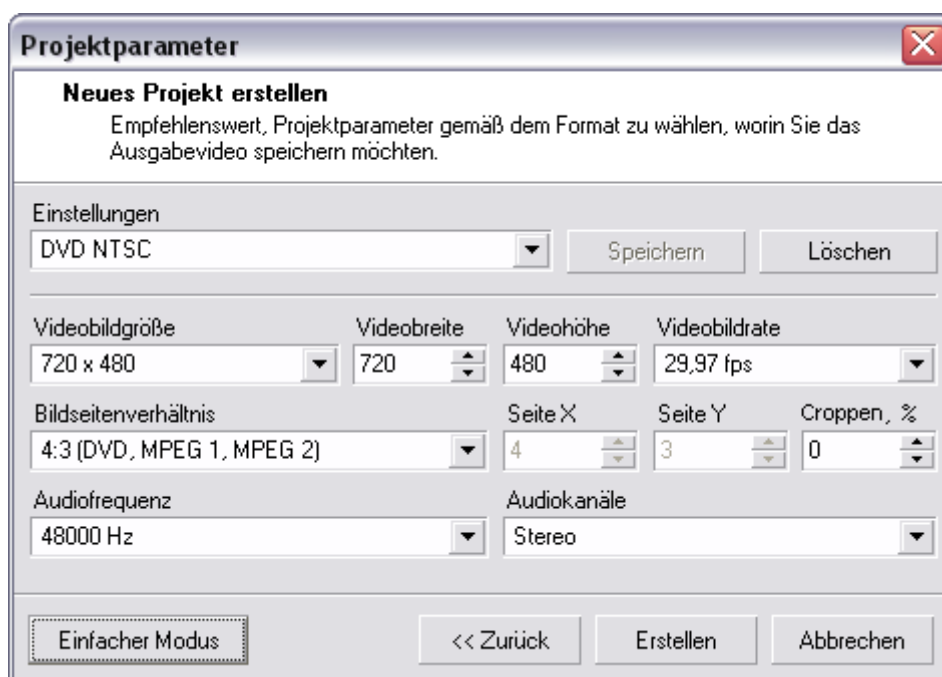 Projektparameter
Neues Projekt erstellen
Empfehlenswert, Projektparameter gemäß dem Format zu wählen, worin Sie das
Ausgabevideo speichern möchten.
Einstellungen
DVD NTSC
Speichern
Löschen
Videobildgröße
Videobreite
Videohöhe
Videobildrate
720 x 480
720
480
29,97 fps
Bildseitenverhältnis
Seite X
Seite Y
Croppen, %
4:3 (DVD, MPEG 1, MPEG 2)
4
3
0
Audiofrequenz
Audiokanäle
48000 Hz
Stereo
Einfacher Modus
<< Zurück
Erstellen
Abbrechen